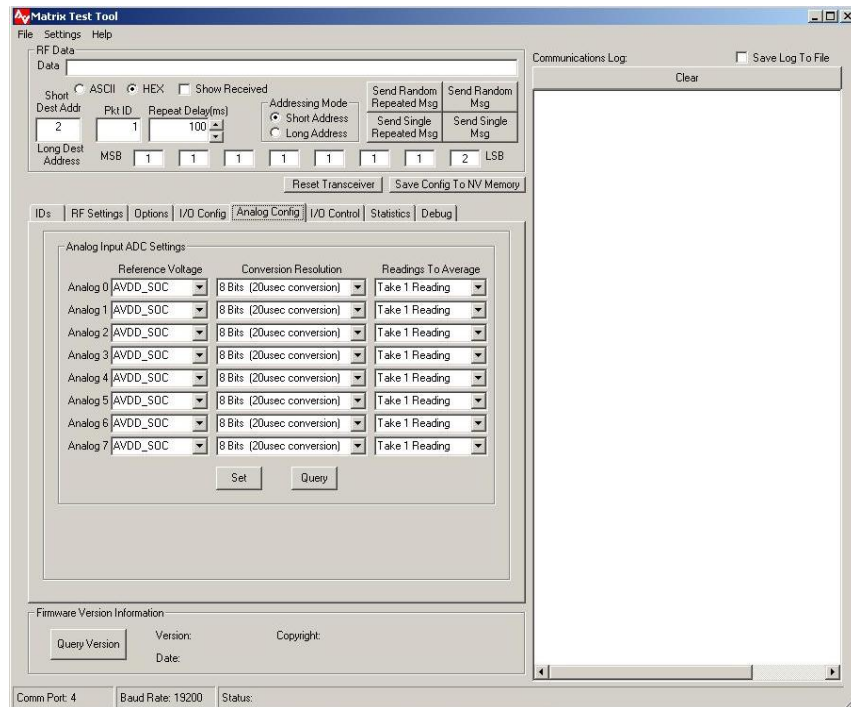 Matrix Test Tool
File Settings Help
RF Data
Data
Short Dest Addr
ASCII HEX Show Received
Pkt ID Repeat Delay(ms)
2 1 100
Addressing Mode
Short Address
Long Address
Send Random Repeated Msg
Send Random Msg
Send Single Repeated Msg
Send Single Msg
Long Dest Address
MSB 1 1 1 1 1 1 1 2 LSB
Reset Transceiver Save Config To NV Memory
IDs RF Settings Options I/O Config Analog Config I/O Control Statistics Debug
Analog Input ADC Settings
Reference Voltage Conversion Resolution Readings To Average
Analog 0 AVDD_SOC 8 Bits (20usec conversion) Take 1 Reading
Analog 1 AVDD_SOC 8 Bits (20usec conversion) Take 1 Reading
Analog 2 AVDD_SOC 8 Bits (20usec conversion) Take 1 Reading
Analog 3 AVDD_SOC 8 Bits (20usec conversion) Take 1 Reading
Analog 4 AVDD_SOC 8 Bits (20usec conversion) Take 1 Reading
Analog 5 AVDD_SOC 8 Bits (20usec conversion) Take 1 Reading
Analog 6 AVDD_SOC 8 Bits (20usec conversion) Take 1 Reading
Analog 7 AVDD_SOC 8 Bits (20usec conversion) Take 1 Reading
Set Query
Firmware Version Information
Query Version
Version: Copyright:
Date:
Communications Log: Save Log To File
Clear
Comm Port: 4 Baud Rate: 19200 Status: